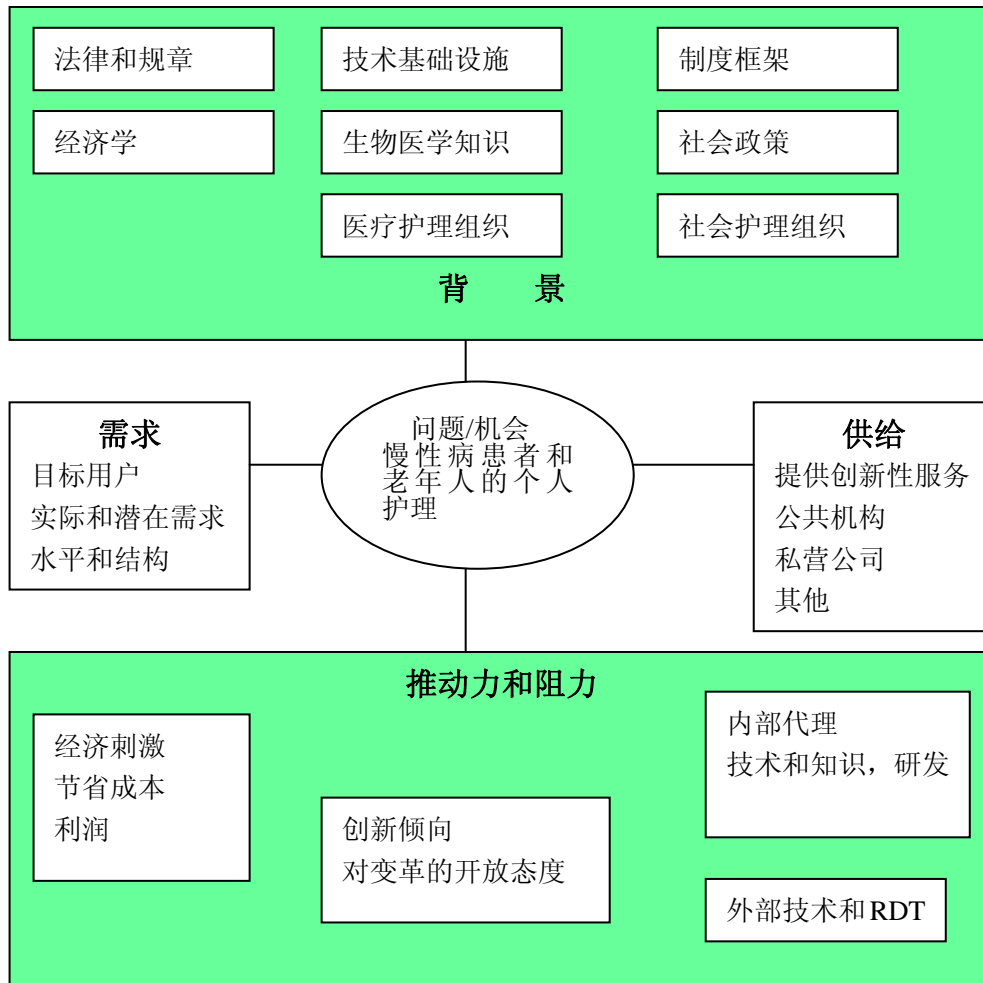 法律和规章
技术基础设施
制度框架
经济学
生物医学知识
社会政策
医疗护理组织
社会护理组织
背 景
需求
目标用户
实际和潜在需求
水平和结构
问题/机会
慢性病患者和
老年人的个人
护理
供给
提供创新性服务
公共机构
私营公司
其他
推动力和阻力
经济刺激
节省成本
利润
创新倾向
对变革的开放态度
内部代理
技术和知识，研发
外部技术和RDT